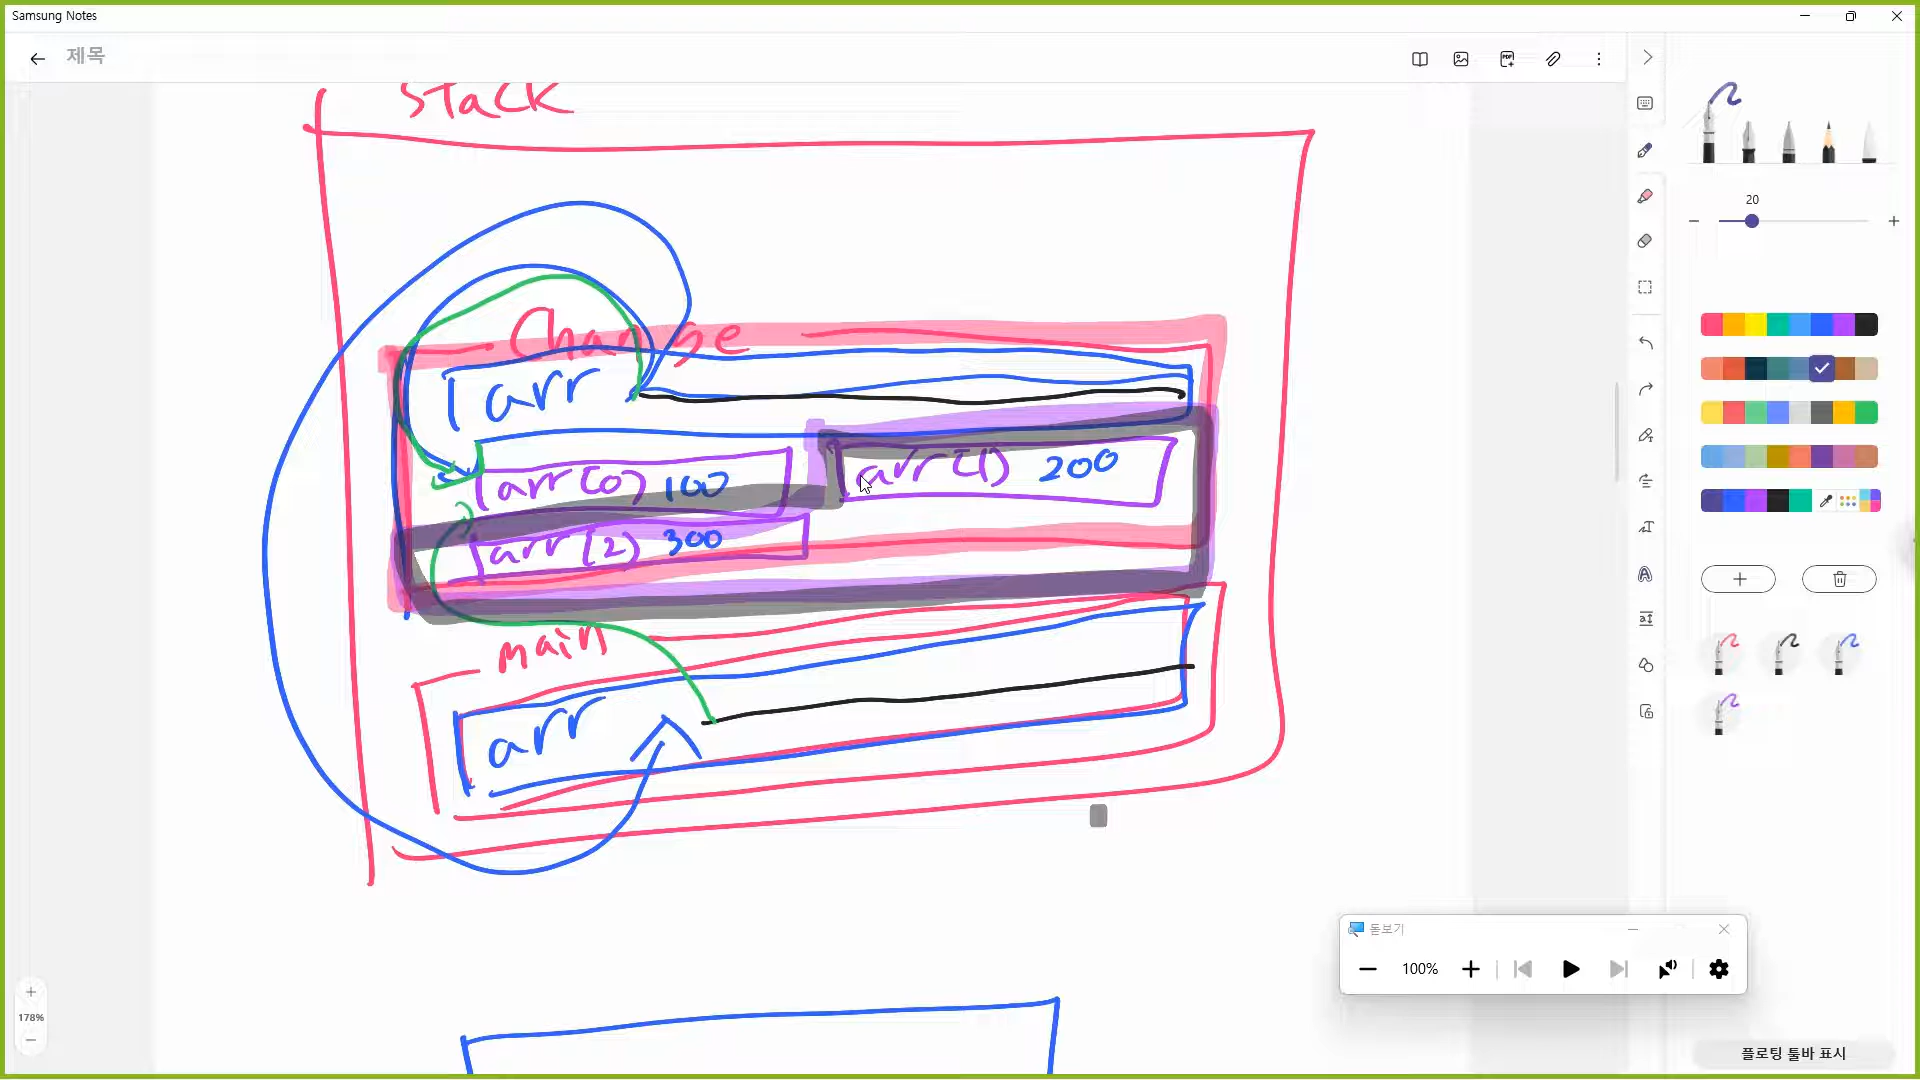 Samsung Notes
제목
Stack
20
Change
arr
arr(0) 100
arr(1) 200
arr(2) 300
main
arr
돋보기
100%
178%
플로팅 툴바 표시